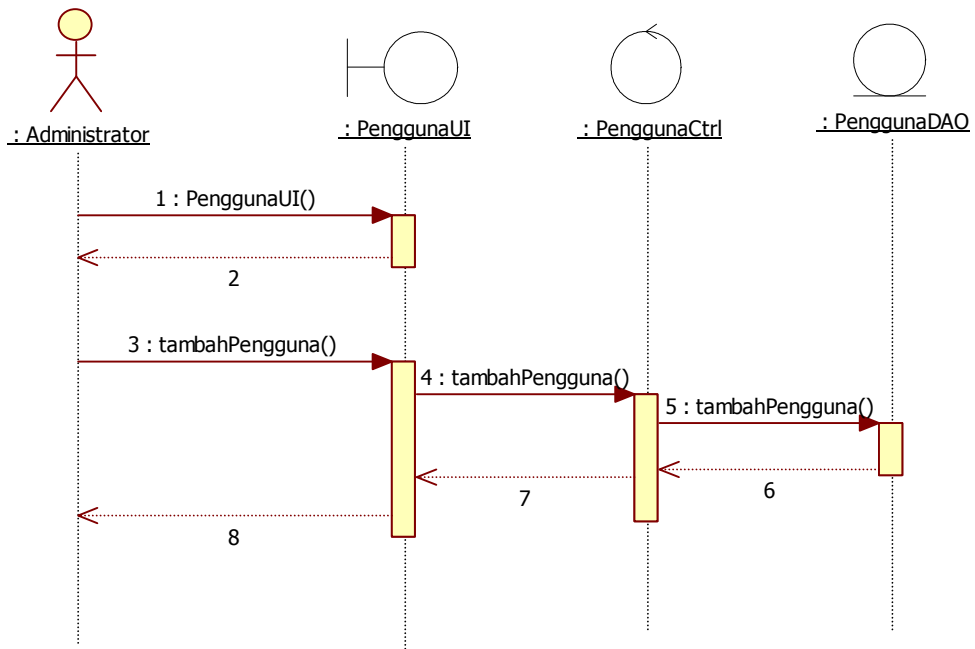 : Administrator
: PenggunaUI
: PenggunaCtrl
: PenggunaDAO
1 : PenggunaUI()
2
3 : tambahPengguna()
4 : tambahPengguna()
5 : tambahPengguna()
6
7
8